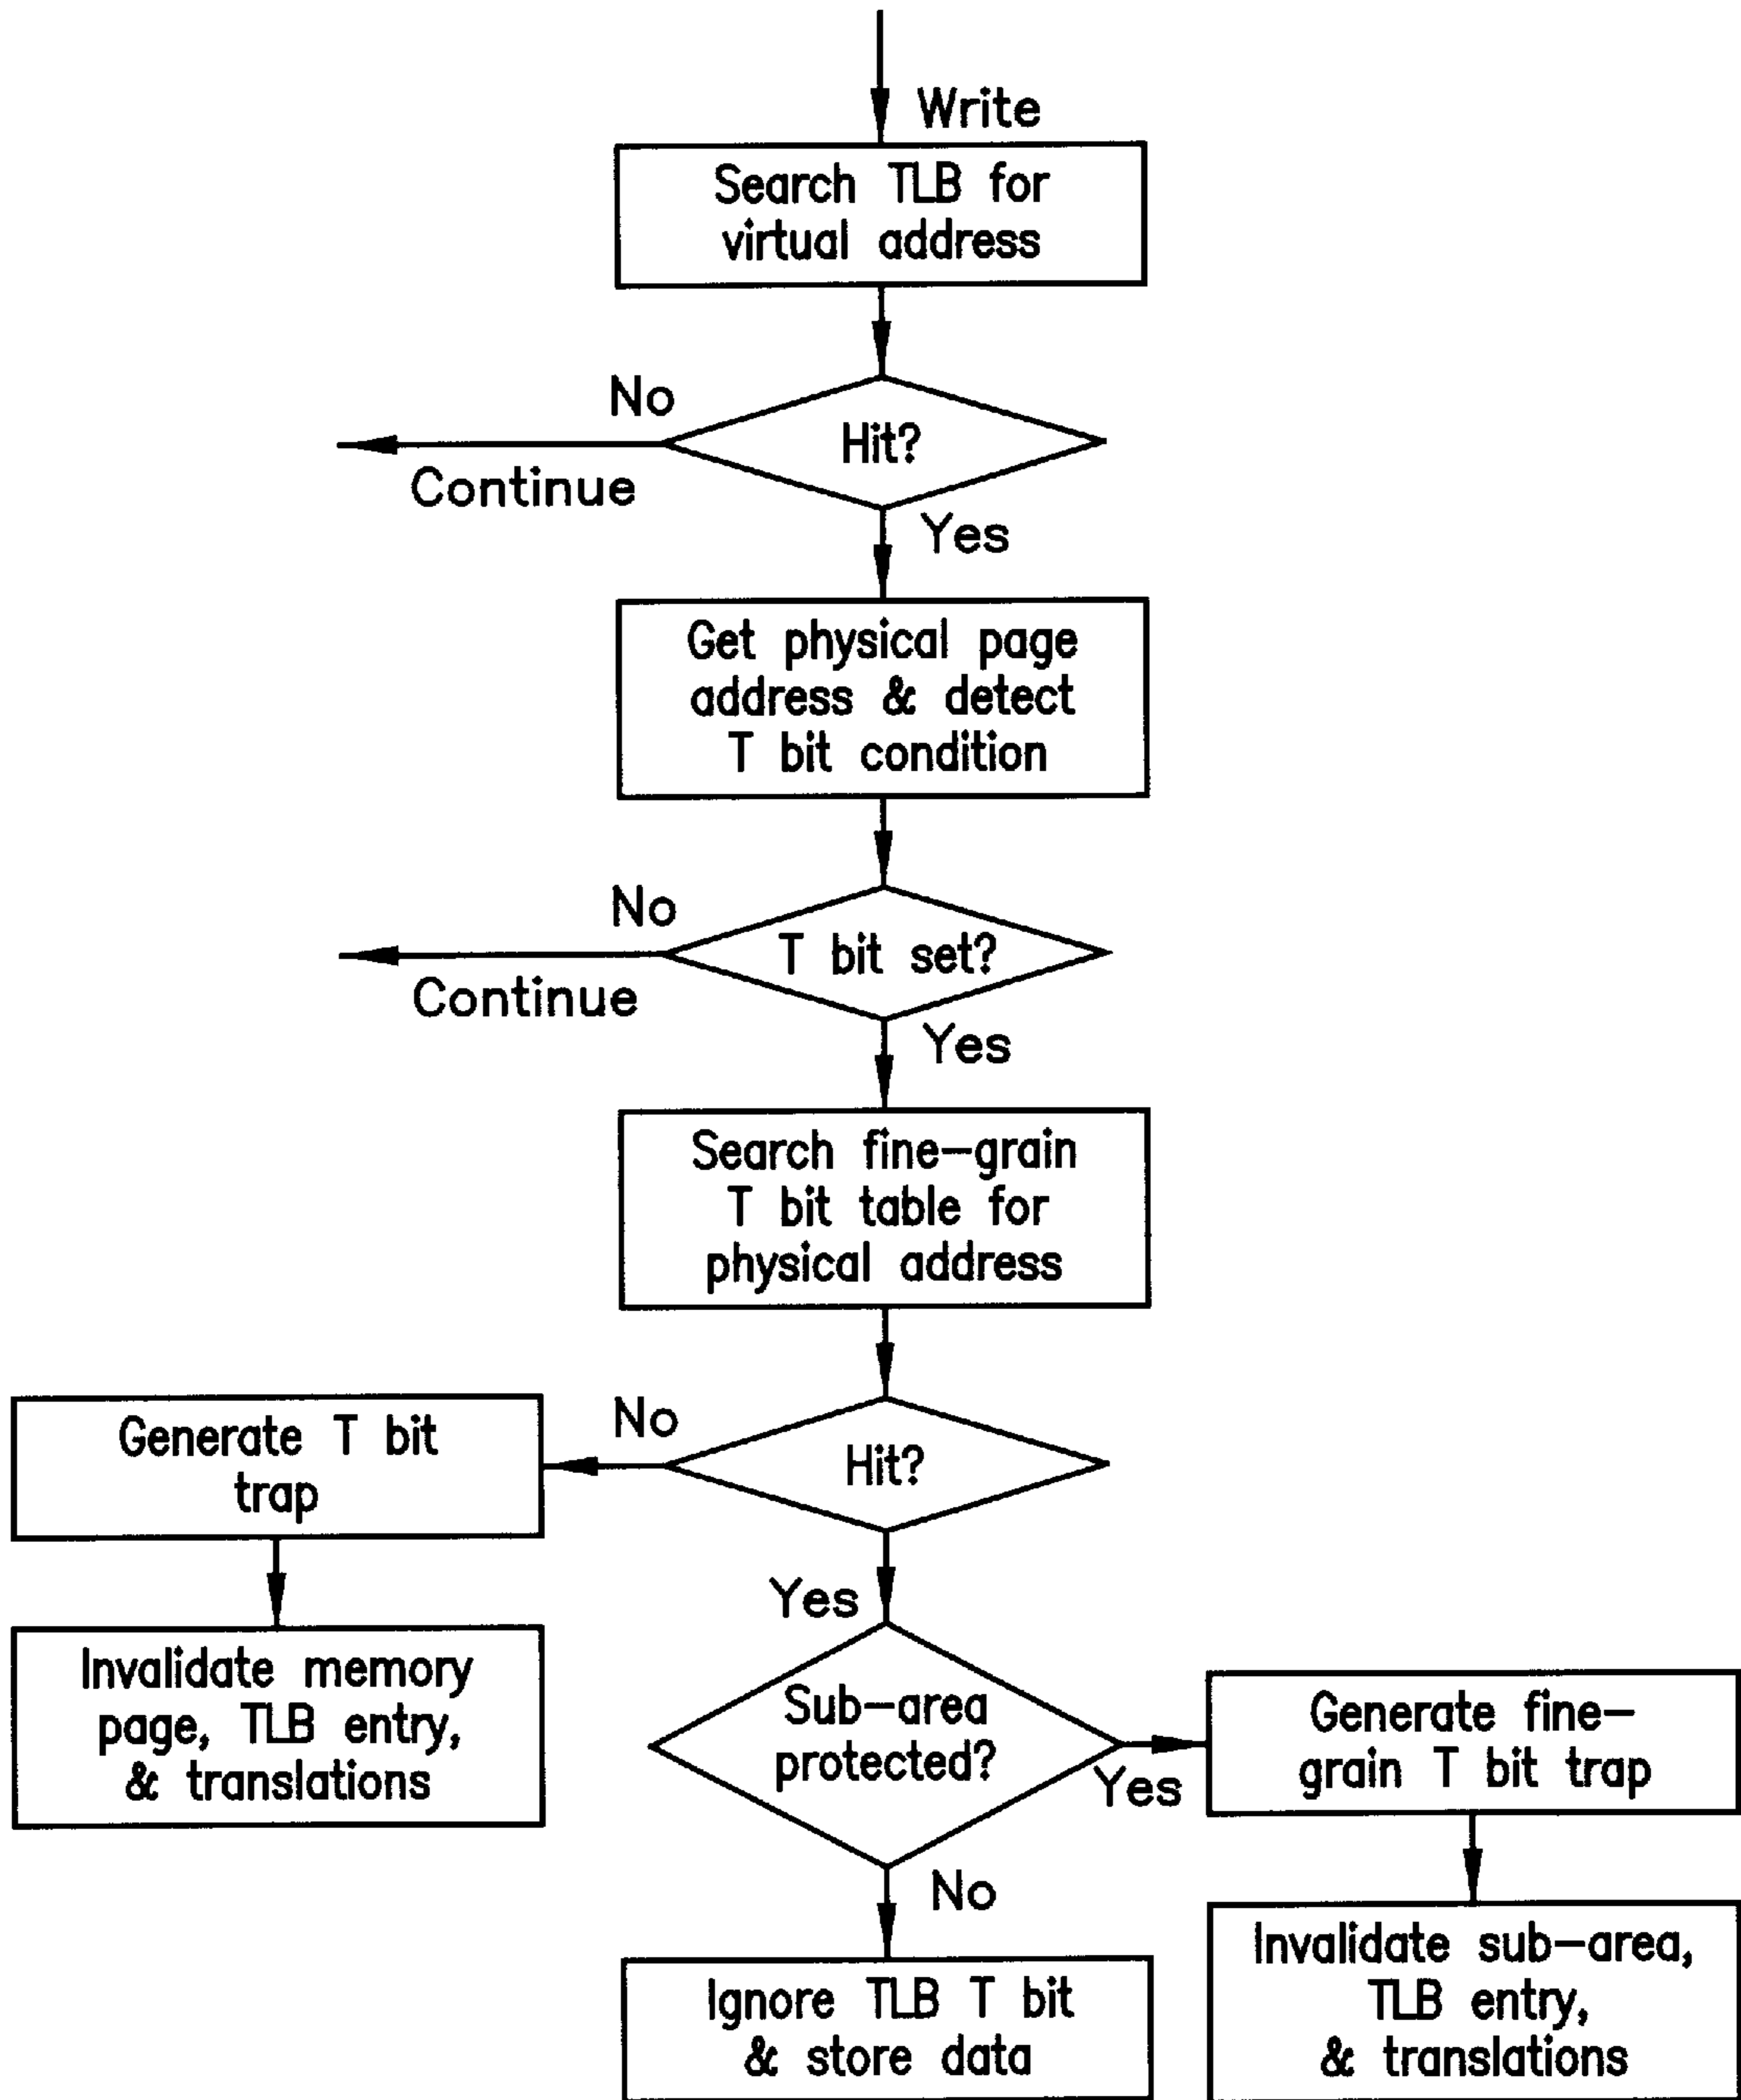 Write
Search TLB for
virtual address
No
Hit?
Continue
Yes
Get physical page
address & detect
T bit condition
No
T bit set?
Continue
Yes
Search fine-grain
T bit table for
physical address
Generate T bit
trap
No
Hit?
Yes
Invalidate memory
page, TLB entry,
& translations
Sub-area
protected?
Yes
Generate fine-
grain T bit trap
No
Ignore TLB T bit
& store data
Invalidate sub-area,
TLB entry,
& translations